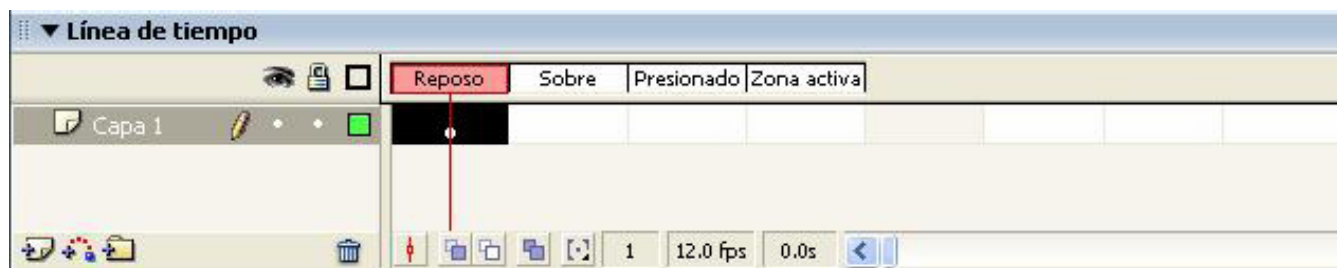 Línea de tiempo
Reposo Sobre Presionado Zona activa
Capa 1
1 12.0 fps 0.0s